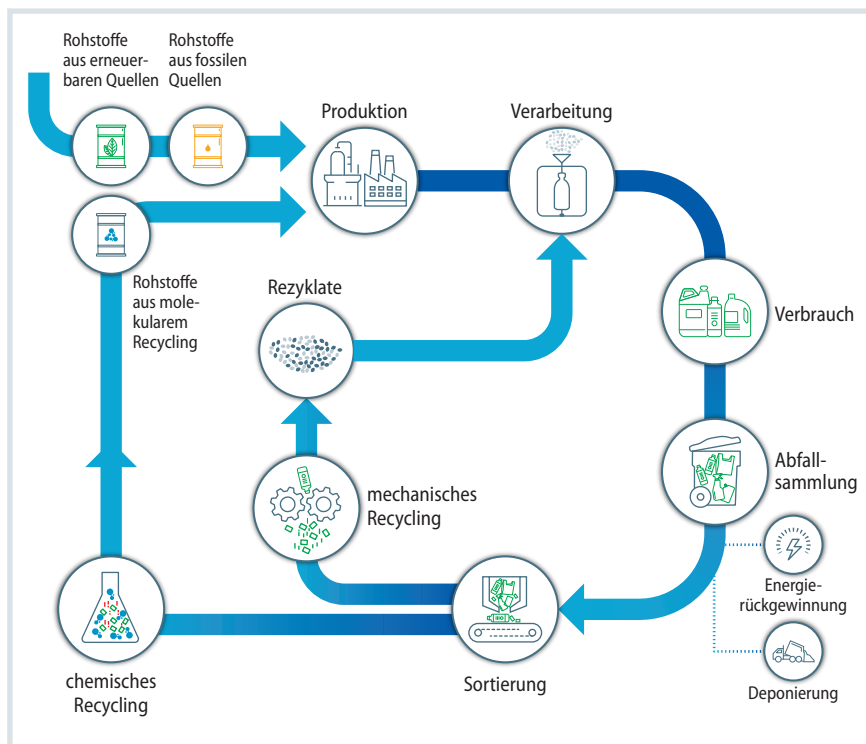 Rohstoffe
aus erneuer-
baren Quellen
Rohstoffe
aus fossilen
Quellen
Produktion
Verarbeitung
Rohstoffe
aus mole-
kularem
Recycling
Rezyklate
Verbrauch
mechanisches
Recycling
Abfall-
sammlung
Energie-
rückgewinnung
chemisches
Recycling
Sortierung
Deponierung